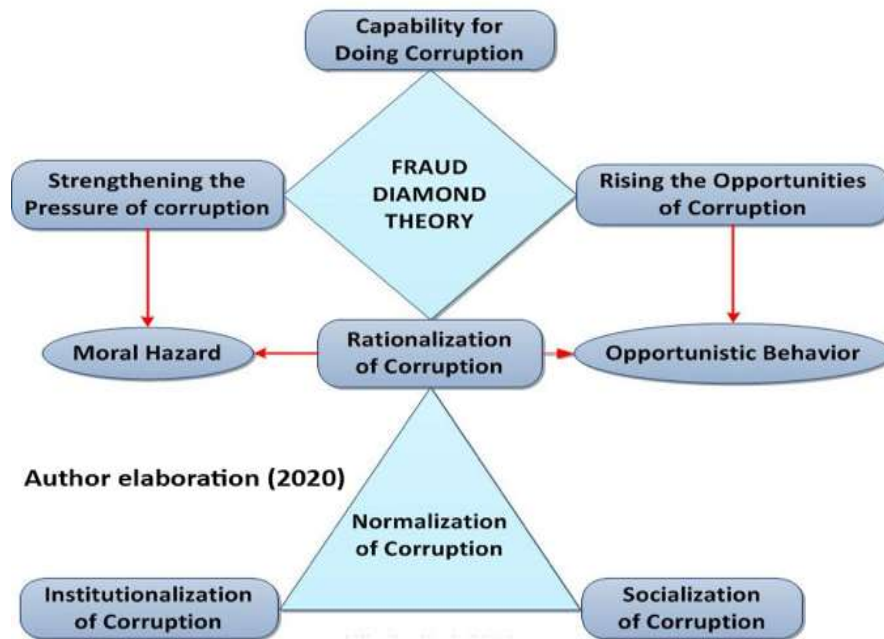 Capability for
Doing Corruption
FRAUD
DIAMOND
THEORY
Strengthening the
Pressure of corruption
Rising the Opportunities
of Corruption
Moral Hazard
Rationalization
of Corruption
Opportunistic Behavior
Author elaboration (2020)
Normalization
of Corruption
Institutionalization
of Corruption
Socialization
of Corruption